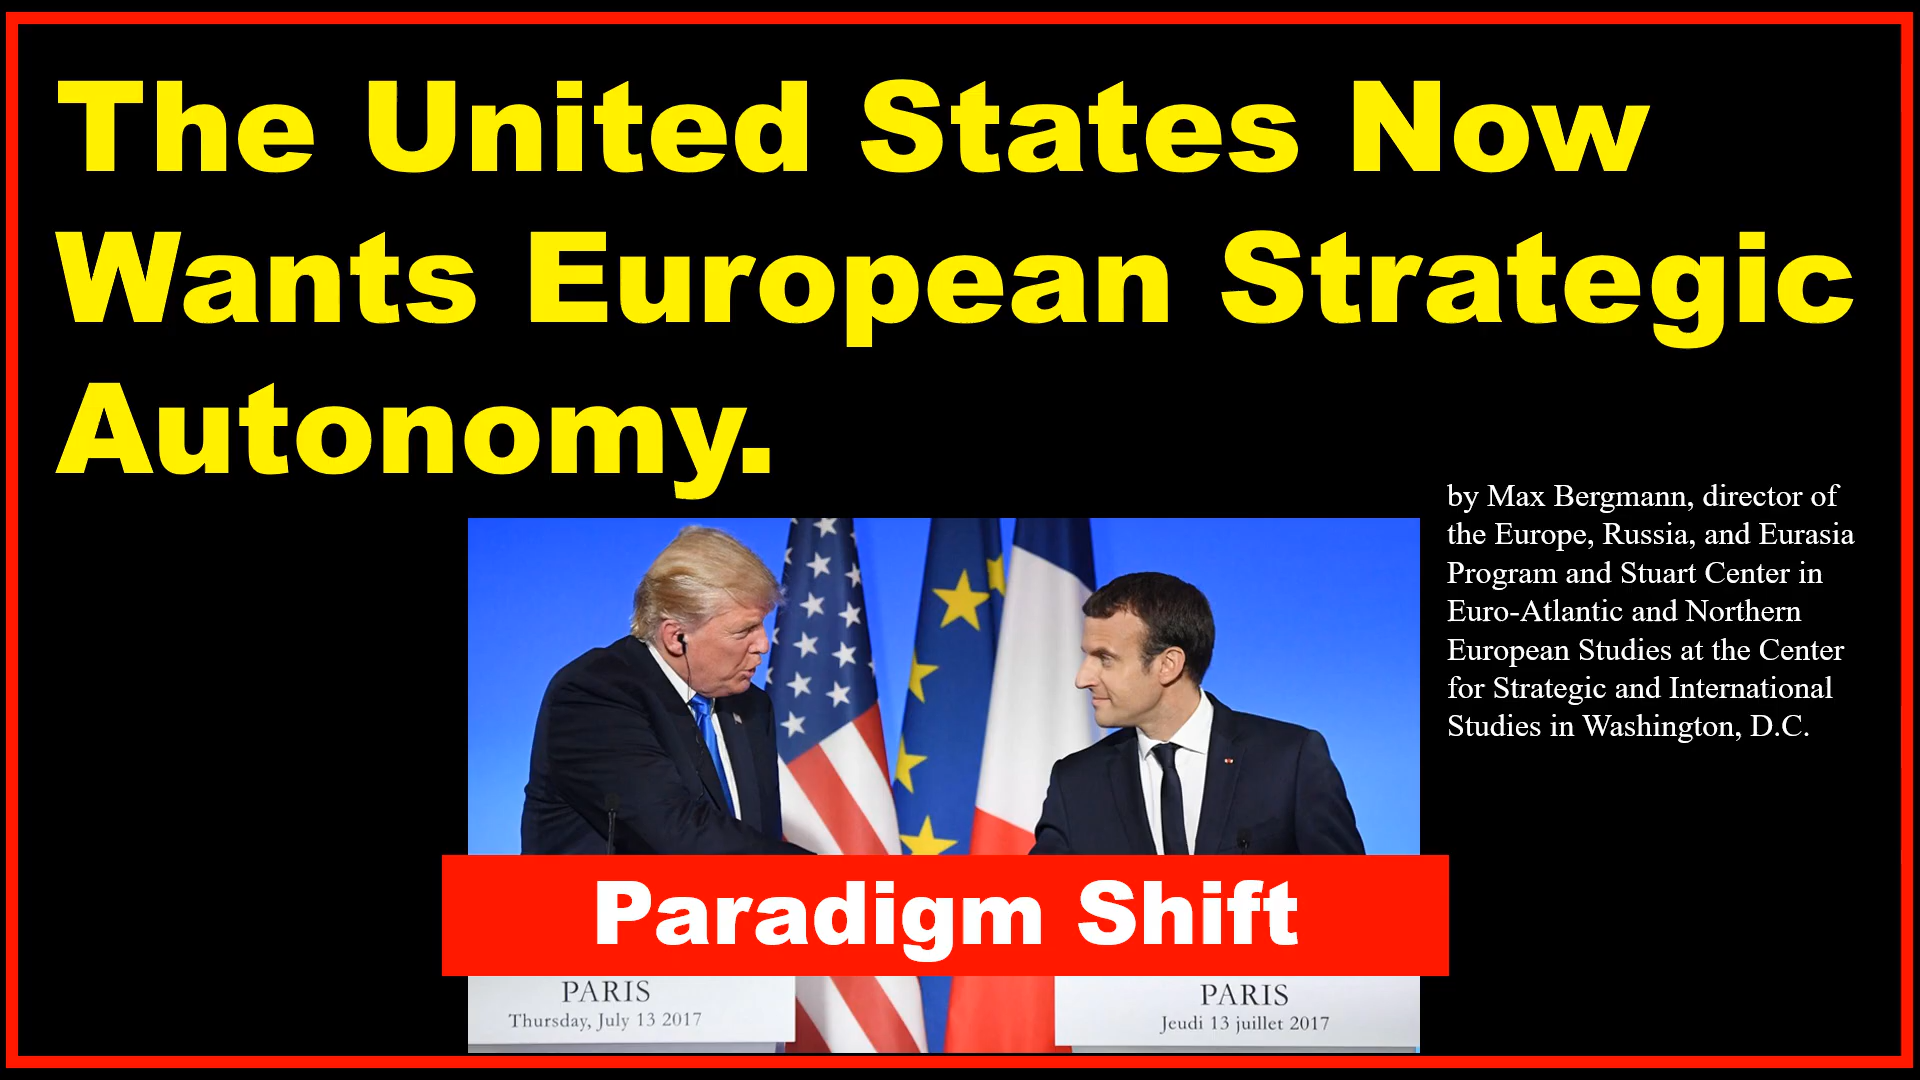 The United States Now
Wants European Strategic
Autonomy.
by Max Bergmann, director of
the Europe, Russia, and Eurasia
Program and Stuart Center in
Euro-Atlantic and Northern
European Studies at the Center
for Strategic and International
Studies in Washington, D.C.
Paradigm Shift
PARIS
Thursday, July 13 2017
PARIS
Jeudi 13 juillet 2017